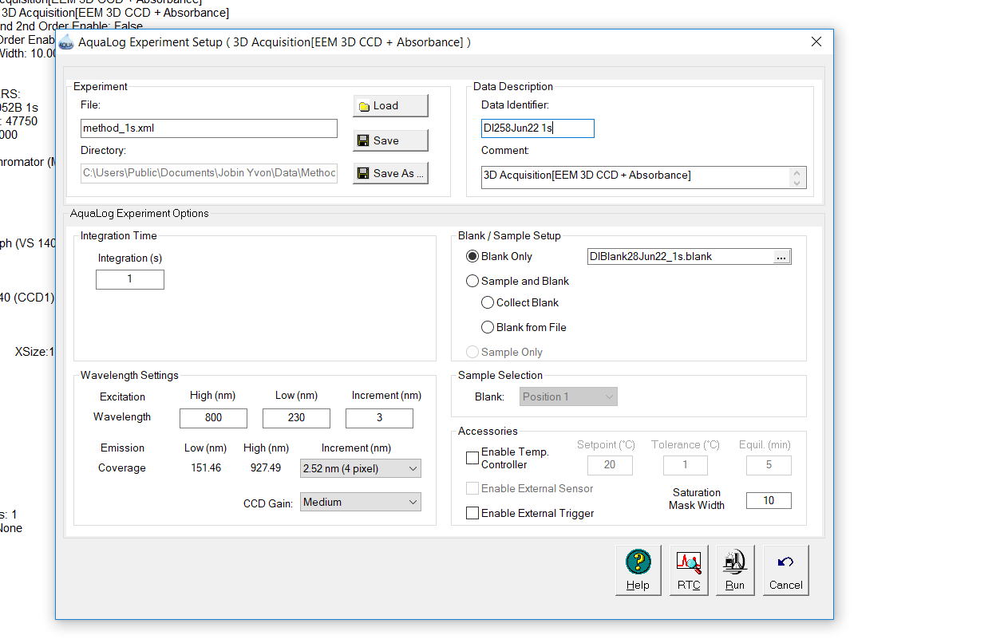 3D Acquisition[EEM 3D CCD + Absorbance]
nd 2nd Order Enable: False
Order Enab
Width: 10.00
AquaLog Experiment Setup ( 3D Acquisition[EEM 3D CCD + Absorbance] )
RS:
052B 1s
: 47750
000
XSize:1
40 (CCD1)
ph (VS 140
s: 1
None
Experiment
File:
method_1s.xml
Directory:
C:\Users\Public\Documents\Jobin Yvon\Data\Methoc
Load
Save
Save As ...
Data Description
Data Identifier:
DI258Jun22 1s
Comment:
3D Acquisition[EEM 3D CCD + Absorbance]
AquaLog Experiment Options
Integration Time
Integration (s)
1
Blank / Sample Setup
Blank Only
DIBlank28Jun22_1s.blank
...
Sample and Blank
Collect Blank
Blank from File
Sample Only
Wavelength Settings
Excitation High (nm) Low (nm) Increment (nm)
Wavelength 800 230 3
Emission Low (nm) High (nm) Increment (nm)
Coverage 151.46 927.49 2.52 nm (4 pixel)
CCD Gain: Medium
Sample Selection
Blank: Position 1
Accessories
Setpoint (°C) Tolerance (°C) Equil. (min)
Enable Temp. Controller
20 1 5
Enable External Sensor
Saturation Mask Width 10
Enable External Trigger
Help
RTC
Run
Cancel